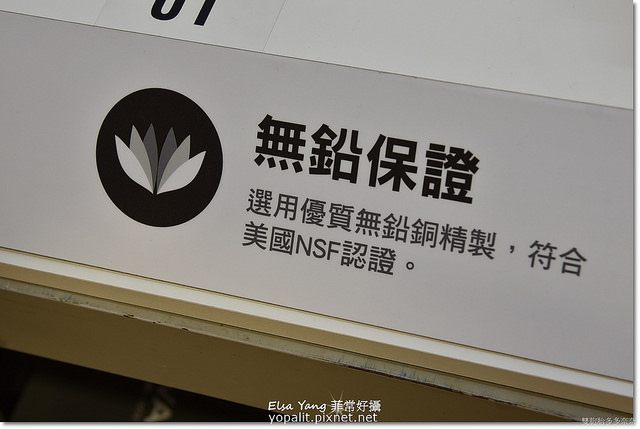 01
無鉛保證
選用優質無鉛銅精製，符合
美國NSF認證。
Elsa Yang 菲常好攝
yopalit.pixnet.net